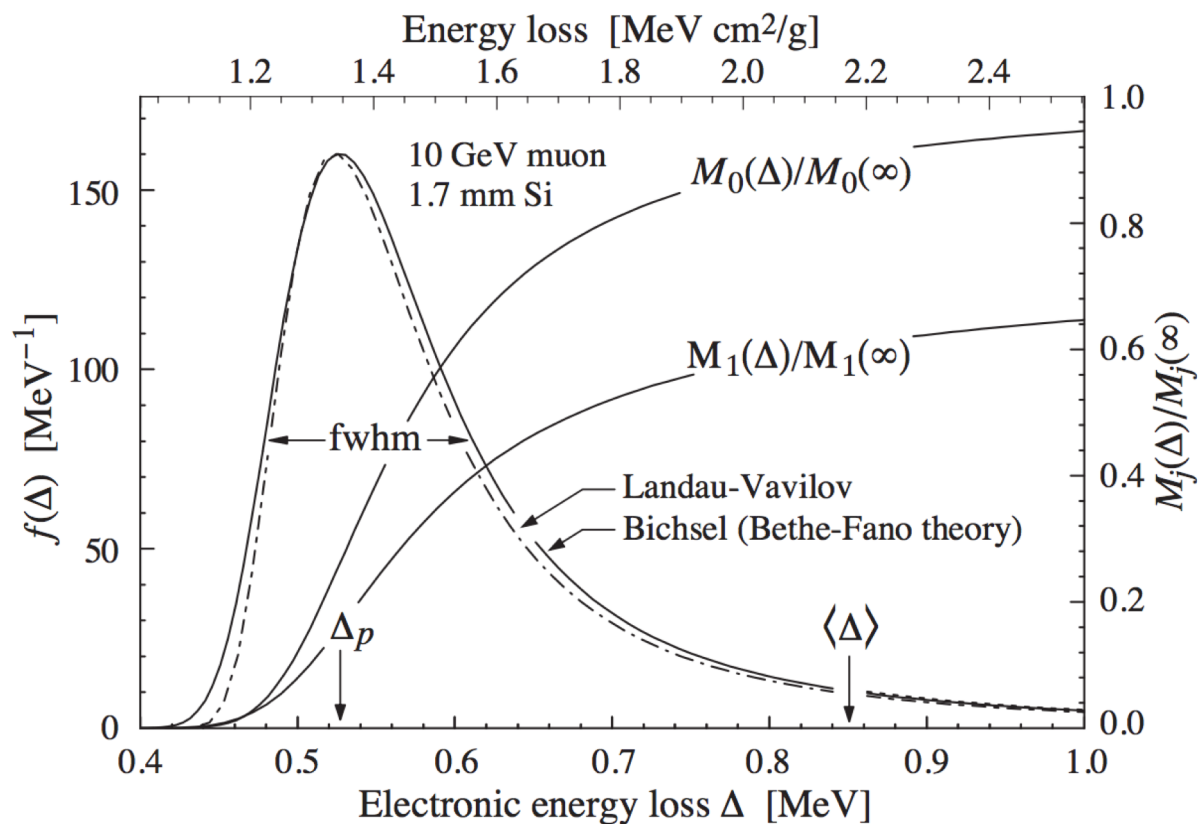 Energy loss [MeV cm²/g]
1.2 1.4 1.6 1.8 2.0 2.2 2.4
150
100
50
0
f(Δ) [MeV⁻¹]
10 GeV muon
1.7 mm Si
M₀(Δ)/M₀(∞)
M₁(Δ)/M₁(∞)
fwhm
Landau-Vavilov
Bichsel (Bethe-Fano theory)
Δp
⟨Δ⟩
1.0
0.8
0.6
0.4
0.2
0.0
Mj(Δ)/Mj(∞)
0.4 0.5 0.6 0.7 0.8 0.9 1.0
Electronic energy loss Δ [MeV]